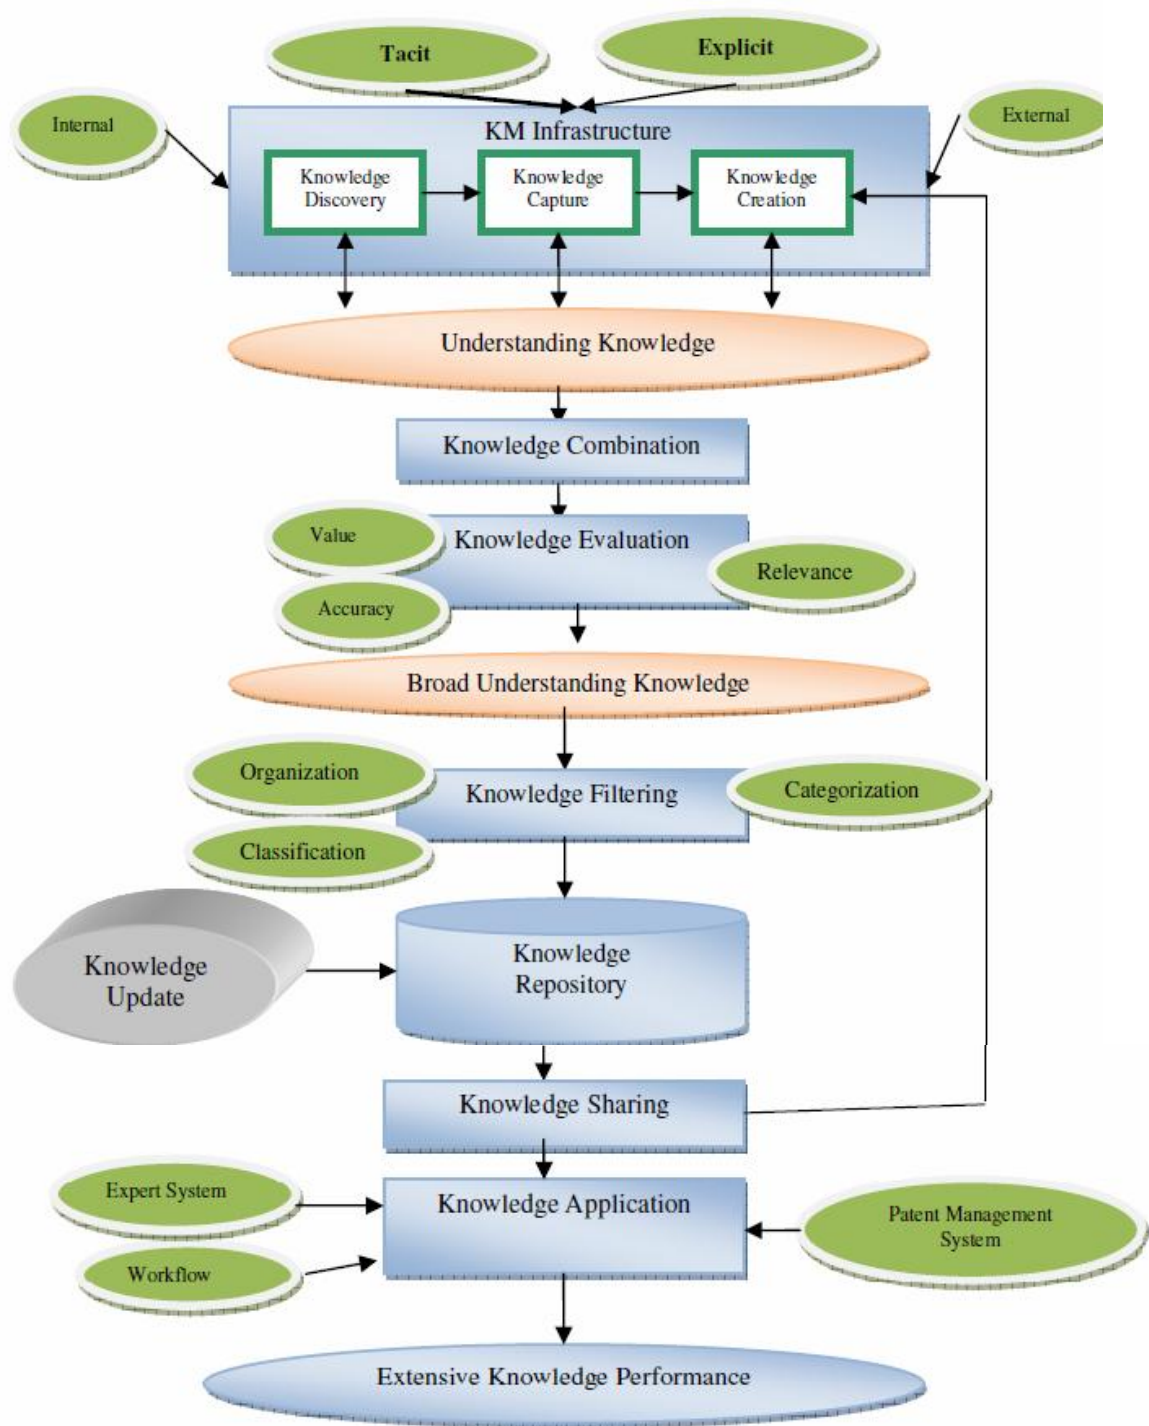 Tacit
Explicit
Internal
External
KM Infrastructure
Knowledge
Discovery
Knowledge
Capture
Knowledge
Creation
Understanding Knowledge
Knowledge Combination
Value
Knowledge Evaluation
Relevance
Accuracy
Broad Understanding Knowledge
Organization
Knowledge Filtering
Categorization
Classification
Knowledge
Update
Knowledge
Repository
Knowledge Sharing
Expert System
Knowledge Application
Patent Management
System
Workflow
Extensive Knowledge Performance